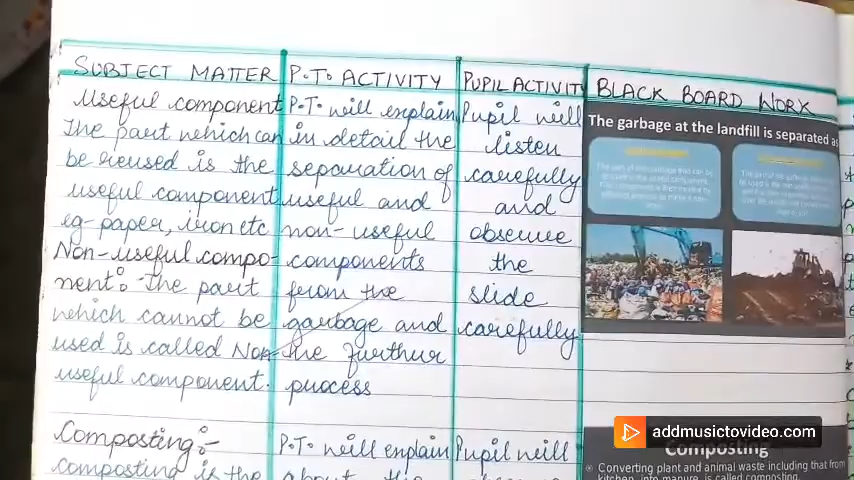 SUBJECT MATTER
Useful component
The part which can
be reused is the
useful component
eg-paper, iron etc
Non-useful compo-
nent:- The part
which cannot be
used is called Non-
useful component.
Composting:-
composting is the
P.T. ACTIVITY
P.T. will explain
in detail the
separation of
useful and
non-useful
components
from the
garbage and
the furthur
process
P.T. will explain
about the
PUPIL ACTIVIT
Pupil will
listen
carefully
and
observe
the
slide
carefully
Pupil will
observe
BLACK BOARD WORK
The garbage at the landfill is separated as
Composting
Converting plant and animal waste including that from
kitchen, into manure is called composting.
addmusictovideo.com